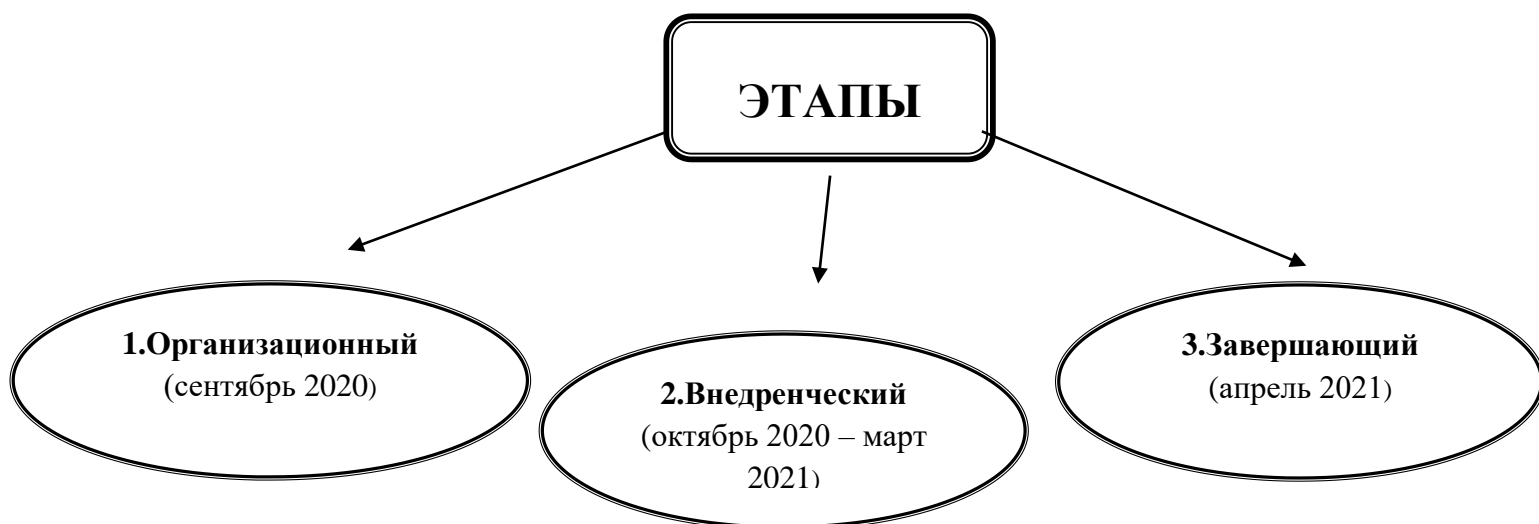 ЭТАПЫ
1.Организационный
(сентябрь 2020)
2.Внедренческий
(октябрь 2020 – март
2021)
3.Завершающий
(апрель 2021)